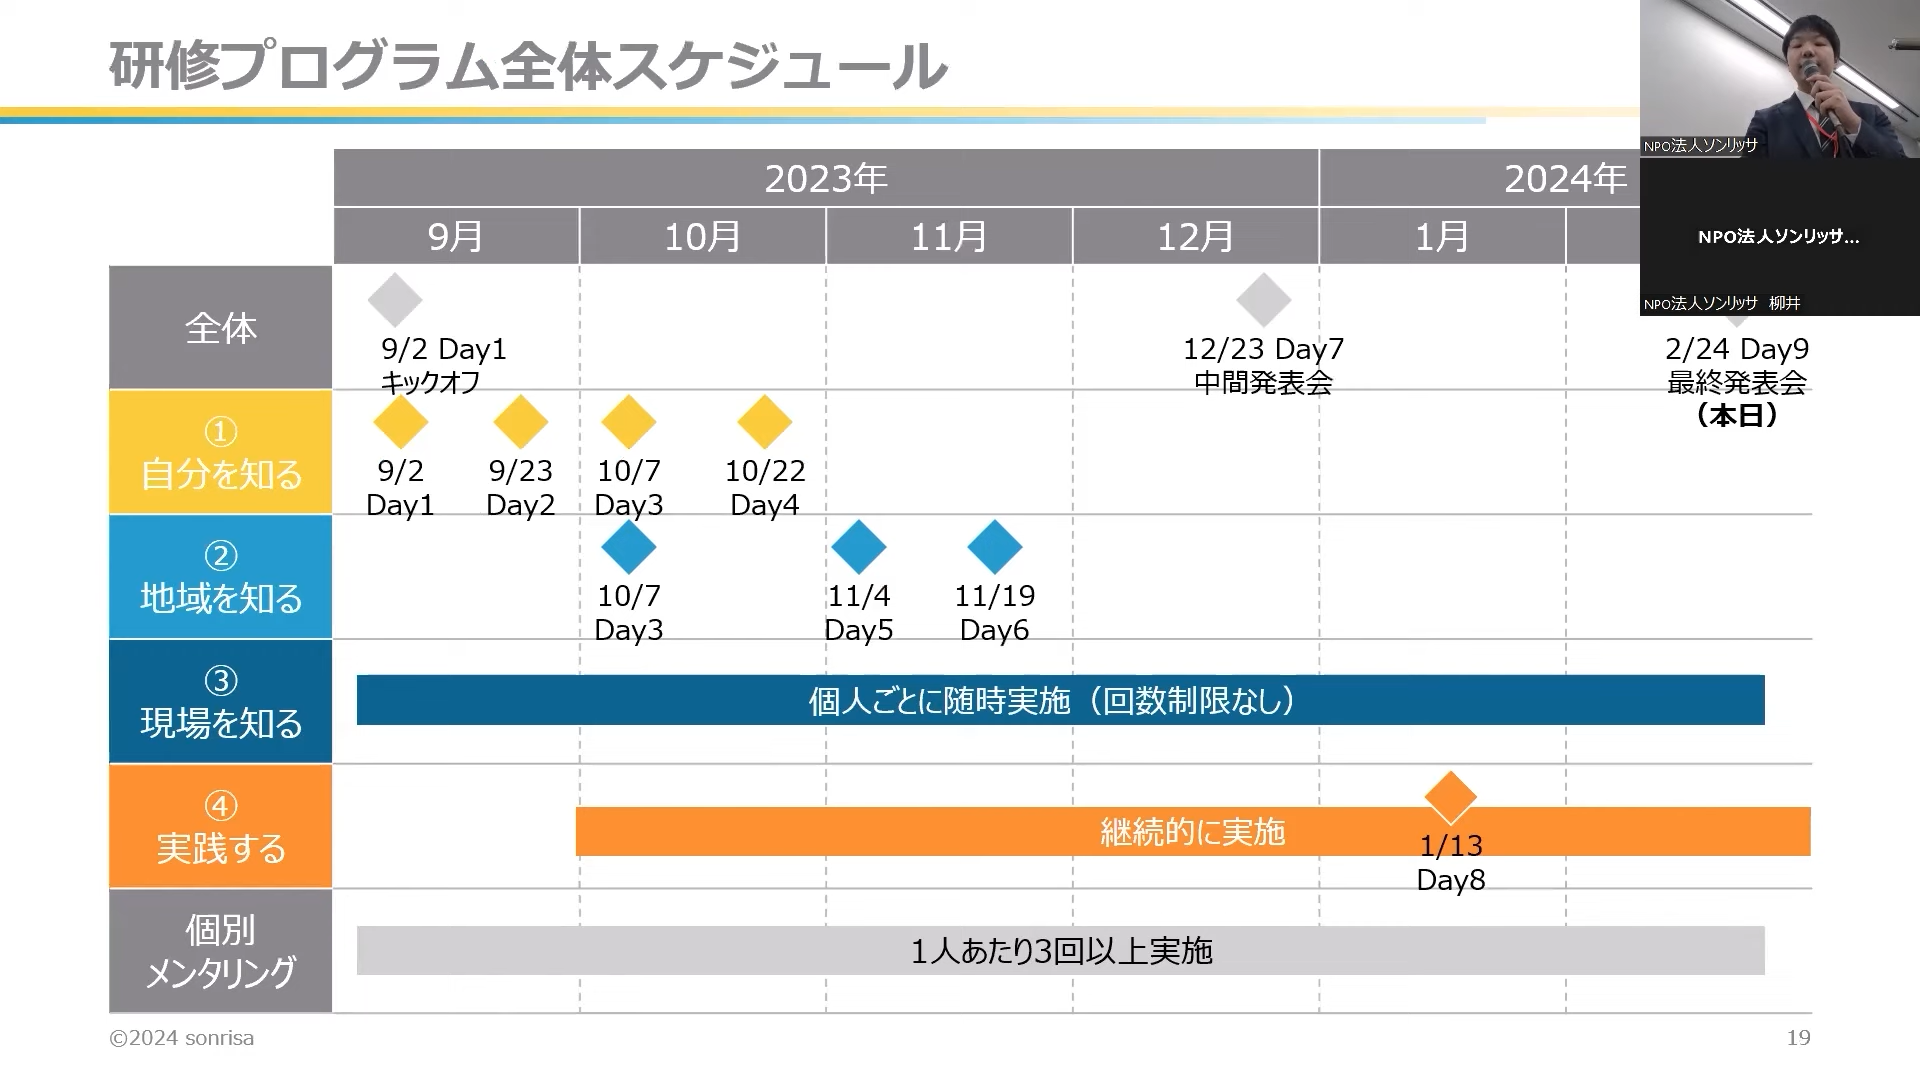 研修プログラム全体スケジュール
NPO法人ソンリッサ
NPO法人ソンリッサ...
NPO法人ソンリッサ 柳井
2023年
2024年
9月
10月
11月
12月
1月
全体
9/2 Day1
キックオフ
12/23 Day7
中間発表会
2/24 Day9
最終発表会
（本日）
①
自分を知る
9/2
Day1
9/23
Day2
10/7
Day3
10/22
Day4
②
地域を知る
10/7
Day3
11/4
Day5
11/19
Day6
③
現場を知る
個人ごとに随時実施（回数制限なし）
④
実践する
継続的に実施
1/13
Day8
個別
メンタリング
1人あたり3回以上実施
©2024 sonrisa
19